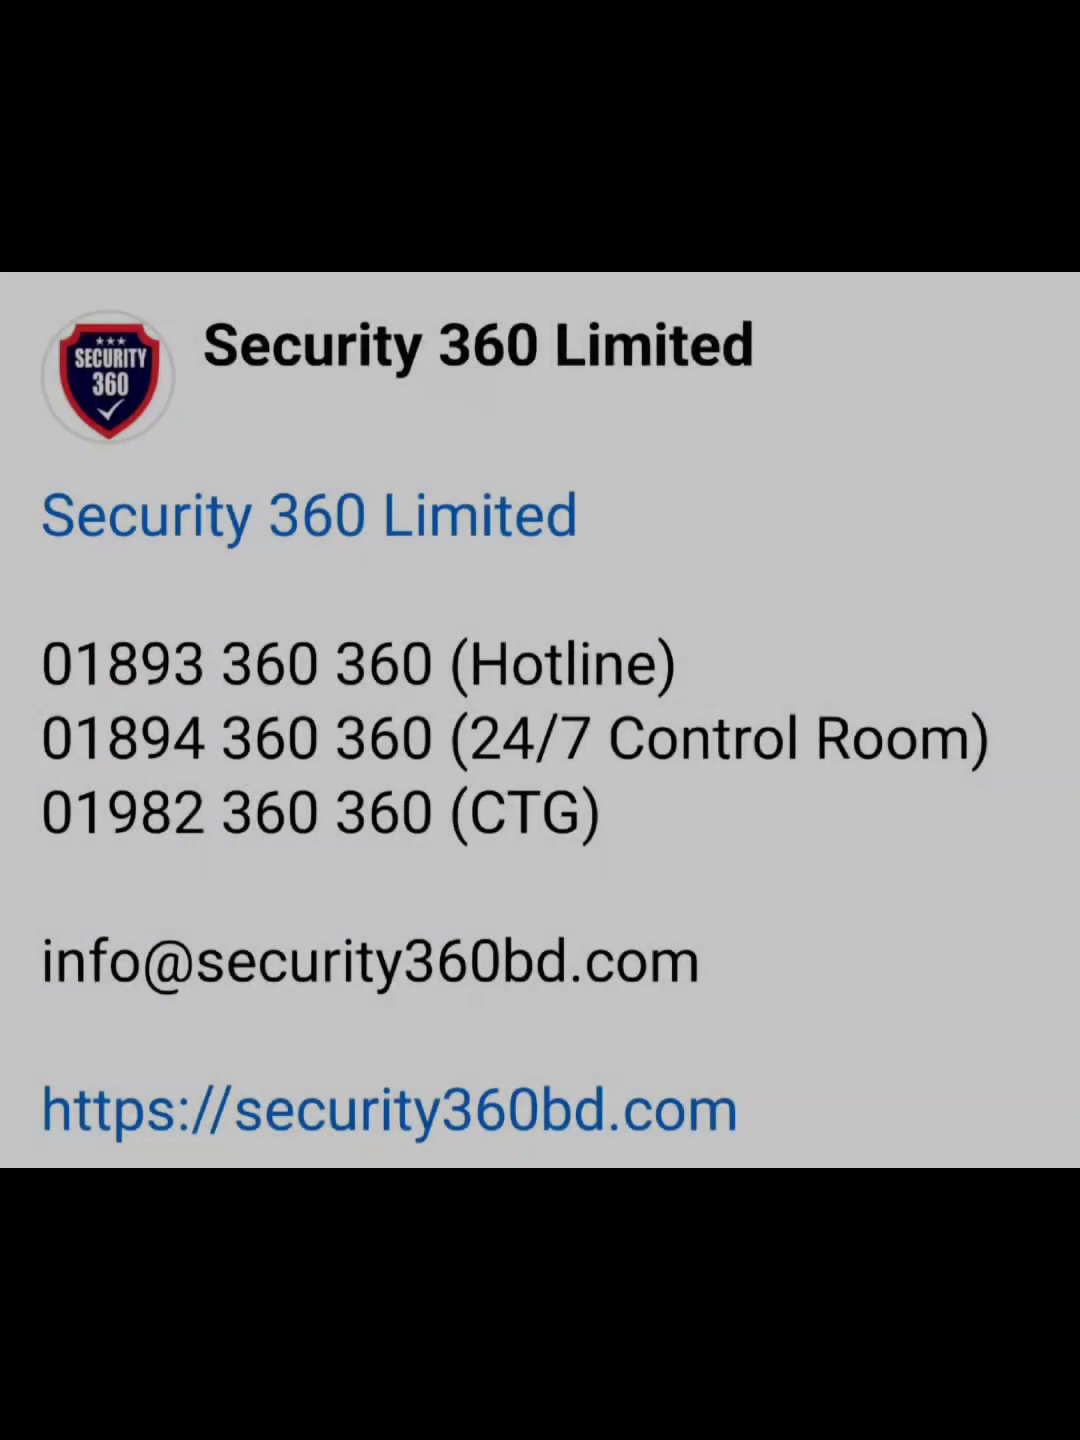 SECURITY
360
Security 360 Limited
Security 360 Limited
01893 360 360 (Hotline)
01894 360 360 (24/7 Control Room)
01982 360 360 (CTG)
info@security360bd.com
https://security360bd.com